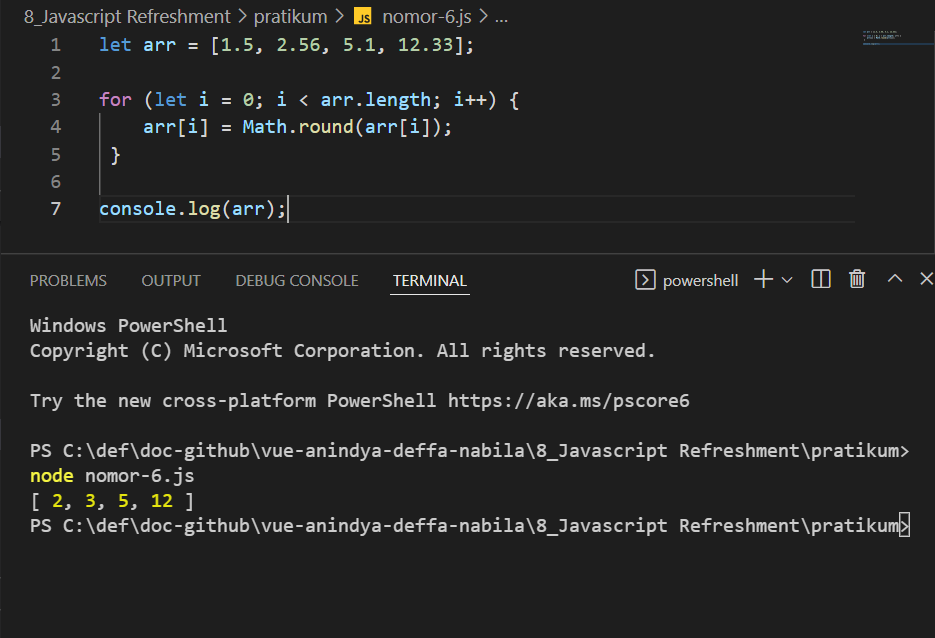 8_Javascript Refreshment > pratikum > JS nomor-6.js > ...
1 let arr = [1.5, 2.56, 5.1, 12.33];
2
3 for (let i = 0; i < arr.length; i++) {
4     arr[i] = Math.round(arr[i]);
5  }
6
7 console.log(arr);
PROBLEMS OUTPUT DEBUG CONSOLE TERMINAL powershell
Windows PowerShell
Copyright (C) Microsoft Corporation. All rights reserved.
Try the new cross-platform PowerShell https://aka.ms/pscore6
PS C:\def\doc-github\vue-anindya-deffa-nabila\8_Javascript Refreshment\pratikum>
node nomor-6.js
[ 2, 3, 5, 12 ]
PS C:\def\doc-github\vue-anindya-deffa-nabila\8_Javascript Refreshment\pratikum>